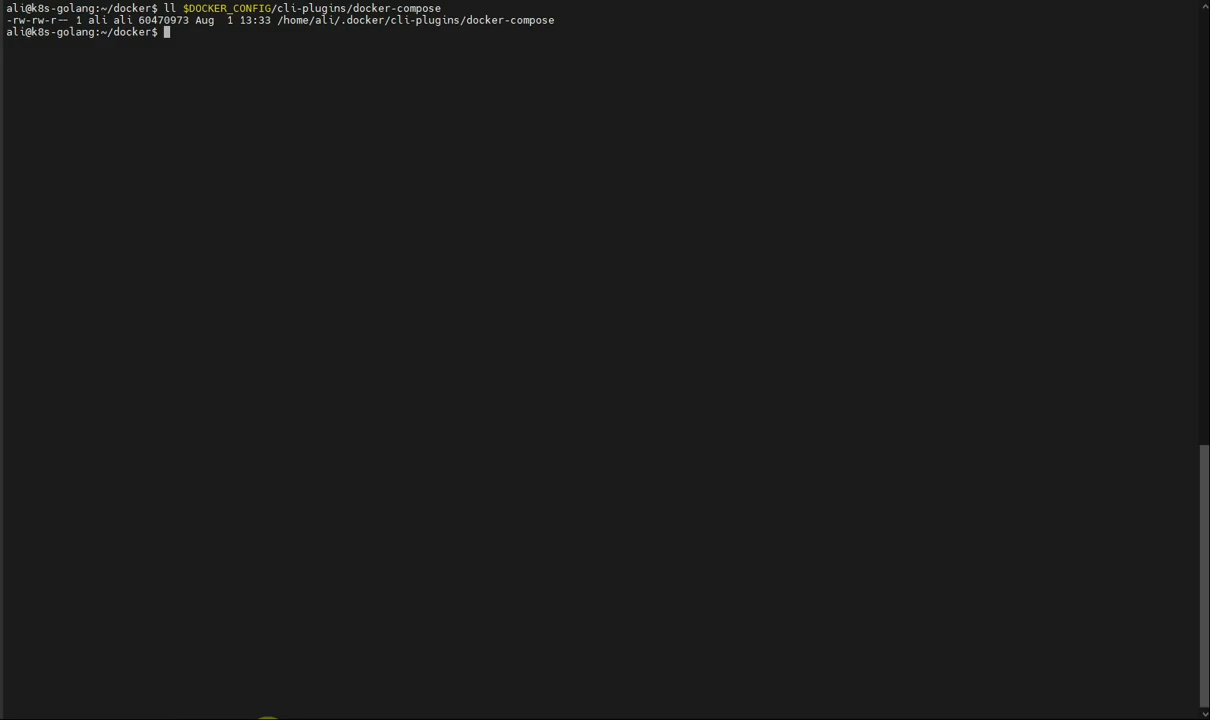 ali@k8s-golang:~/docker$ ll $DOCKER_CONFIG/cli-plugins/docker-compose
-rw-rw-r-- 1 ali ali 60470973 Aug  1 13:33 /home/ali/.docker/cli-plugins/docker-compose
ali@k8s-golang:~/docker$